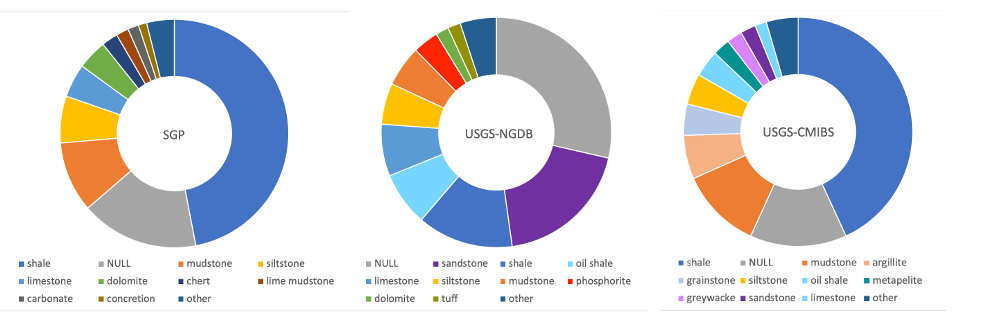 SGP
shale NULL mudstone siltstone
limestone dolomite chert lime mudstone
carbonate concretion other
USGS-NGDB
NULL sandstone shale oil shale
limestone siltstone mudstone phosphorite
dolomite tuff other
USGS-CMIBS
shale NULL mudstone argillite
grainstone siltstone oil shale metapelite
greywacke sandstone limestone other